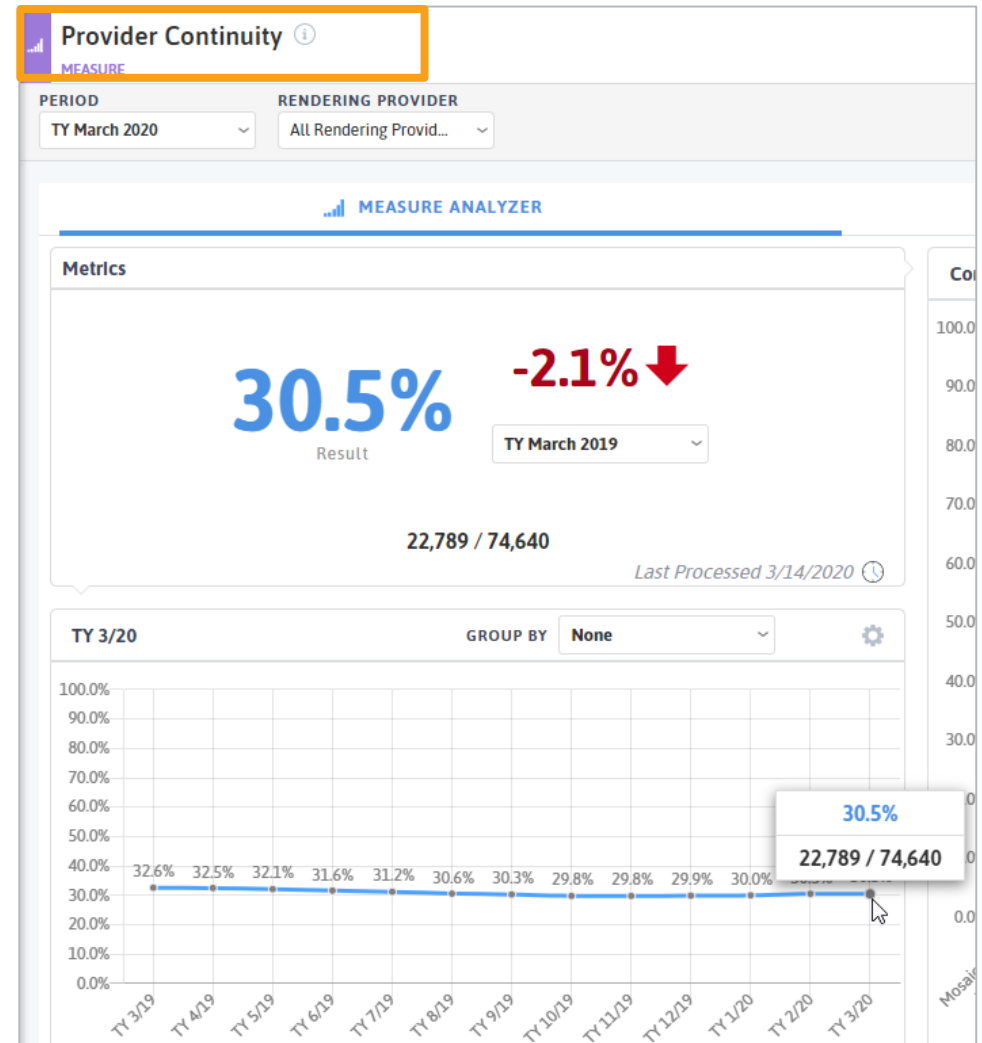 Provider Continuity
MEASURE
PERIOD
RENDERING PROVIDER
TY March 2020
All Rendering Provid...
MEASURE ANALYZER
Metrics
30.5%
Result
-2.1%
TY March 2019
22,789 / 74,640
Last Processed 3/14/2020
TY 3/20
GROUP BY
None
100.0%
90.0%
80.0%
70.0%
60.0%
50.0%
40.0%
30.0%
20.0%
10.0%
0.0%
32.6%
32.5%
32.1%
31.6%
31.2%
30.6%
30.3%
29.8%
29.8%
29.9%
30.0%
30.5%
22,789 / 74,640
TY 3/19
TY 4/19
TY 5/19
TY 6/19
TY 7/19
TY 8/19
TY 9/19
TY 10/19
TY 11/19
TY 12/19
TY 1/20
TY 2/20
TY 3/20
100.0
90.0
80.0
70.0
60.0
50.0
40.0
30.0
0.0